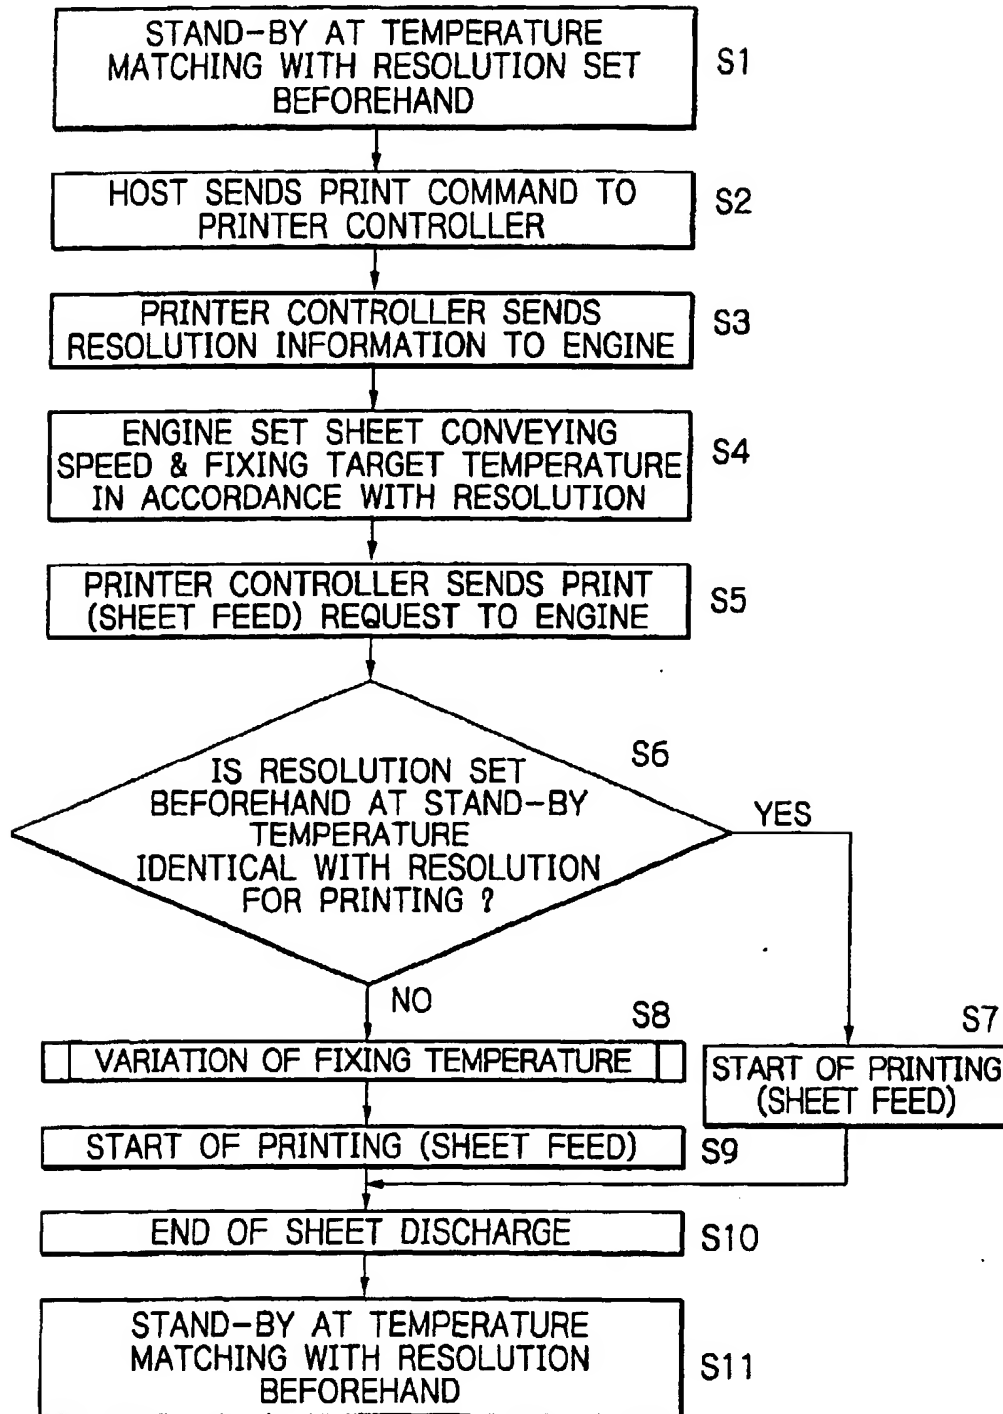 STAND-BY AT TEMPERATURE
MATCHING WITH RESOLUTION SET
BEFOREHAND
S1
HOST SENDS PRINT COMMAND TO
PRINTER CONTROLLER
S2
PRINTER CONTROLLER SENDS
RESOLUTION INFORMATION TO ENGINE
S3
ENGINE SET SHEET CONVEYING
SPEED & FIXING TARGET TEMPERATURE
IN ACCORDANCE WITH RESOLUTION
S4
PRINTER CONTROLLER SENDS PRINT
(SHEET FEED) REQUEST TO ENGINE
S5
S6
IS RESOLUTION SET
BEFOREHAND AT STAND-BY
TEMPERATURE
IDENTICAL WITH RESOLUTION
FOR PRINTING ?
YES
NO
S7
START OF PRINTING
(SHEET FEED)
S8
VARIATION OF FIXING TEMPERATURE
START OF PRINTING (SHEET FEED)
S9
END OF SHEET DISCHARGE
S10
STAND-BY AT TEMPERATURE
MATCHING WITH RESOLUTION
BEFOREHAND
S11